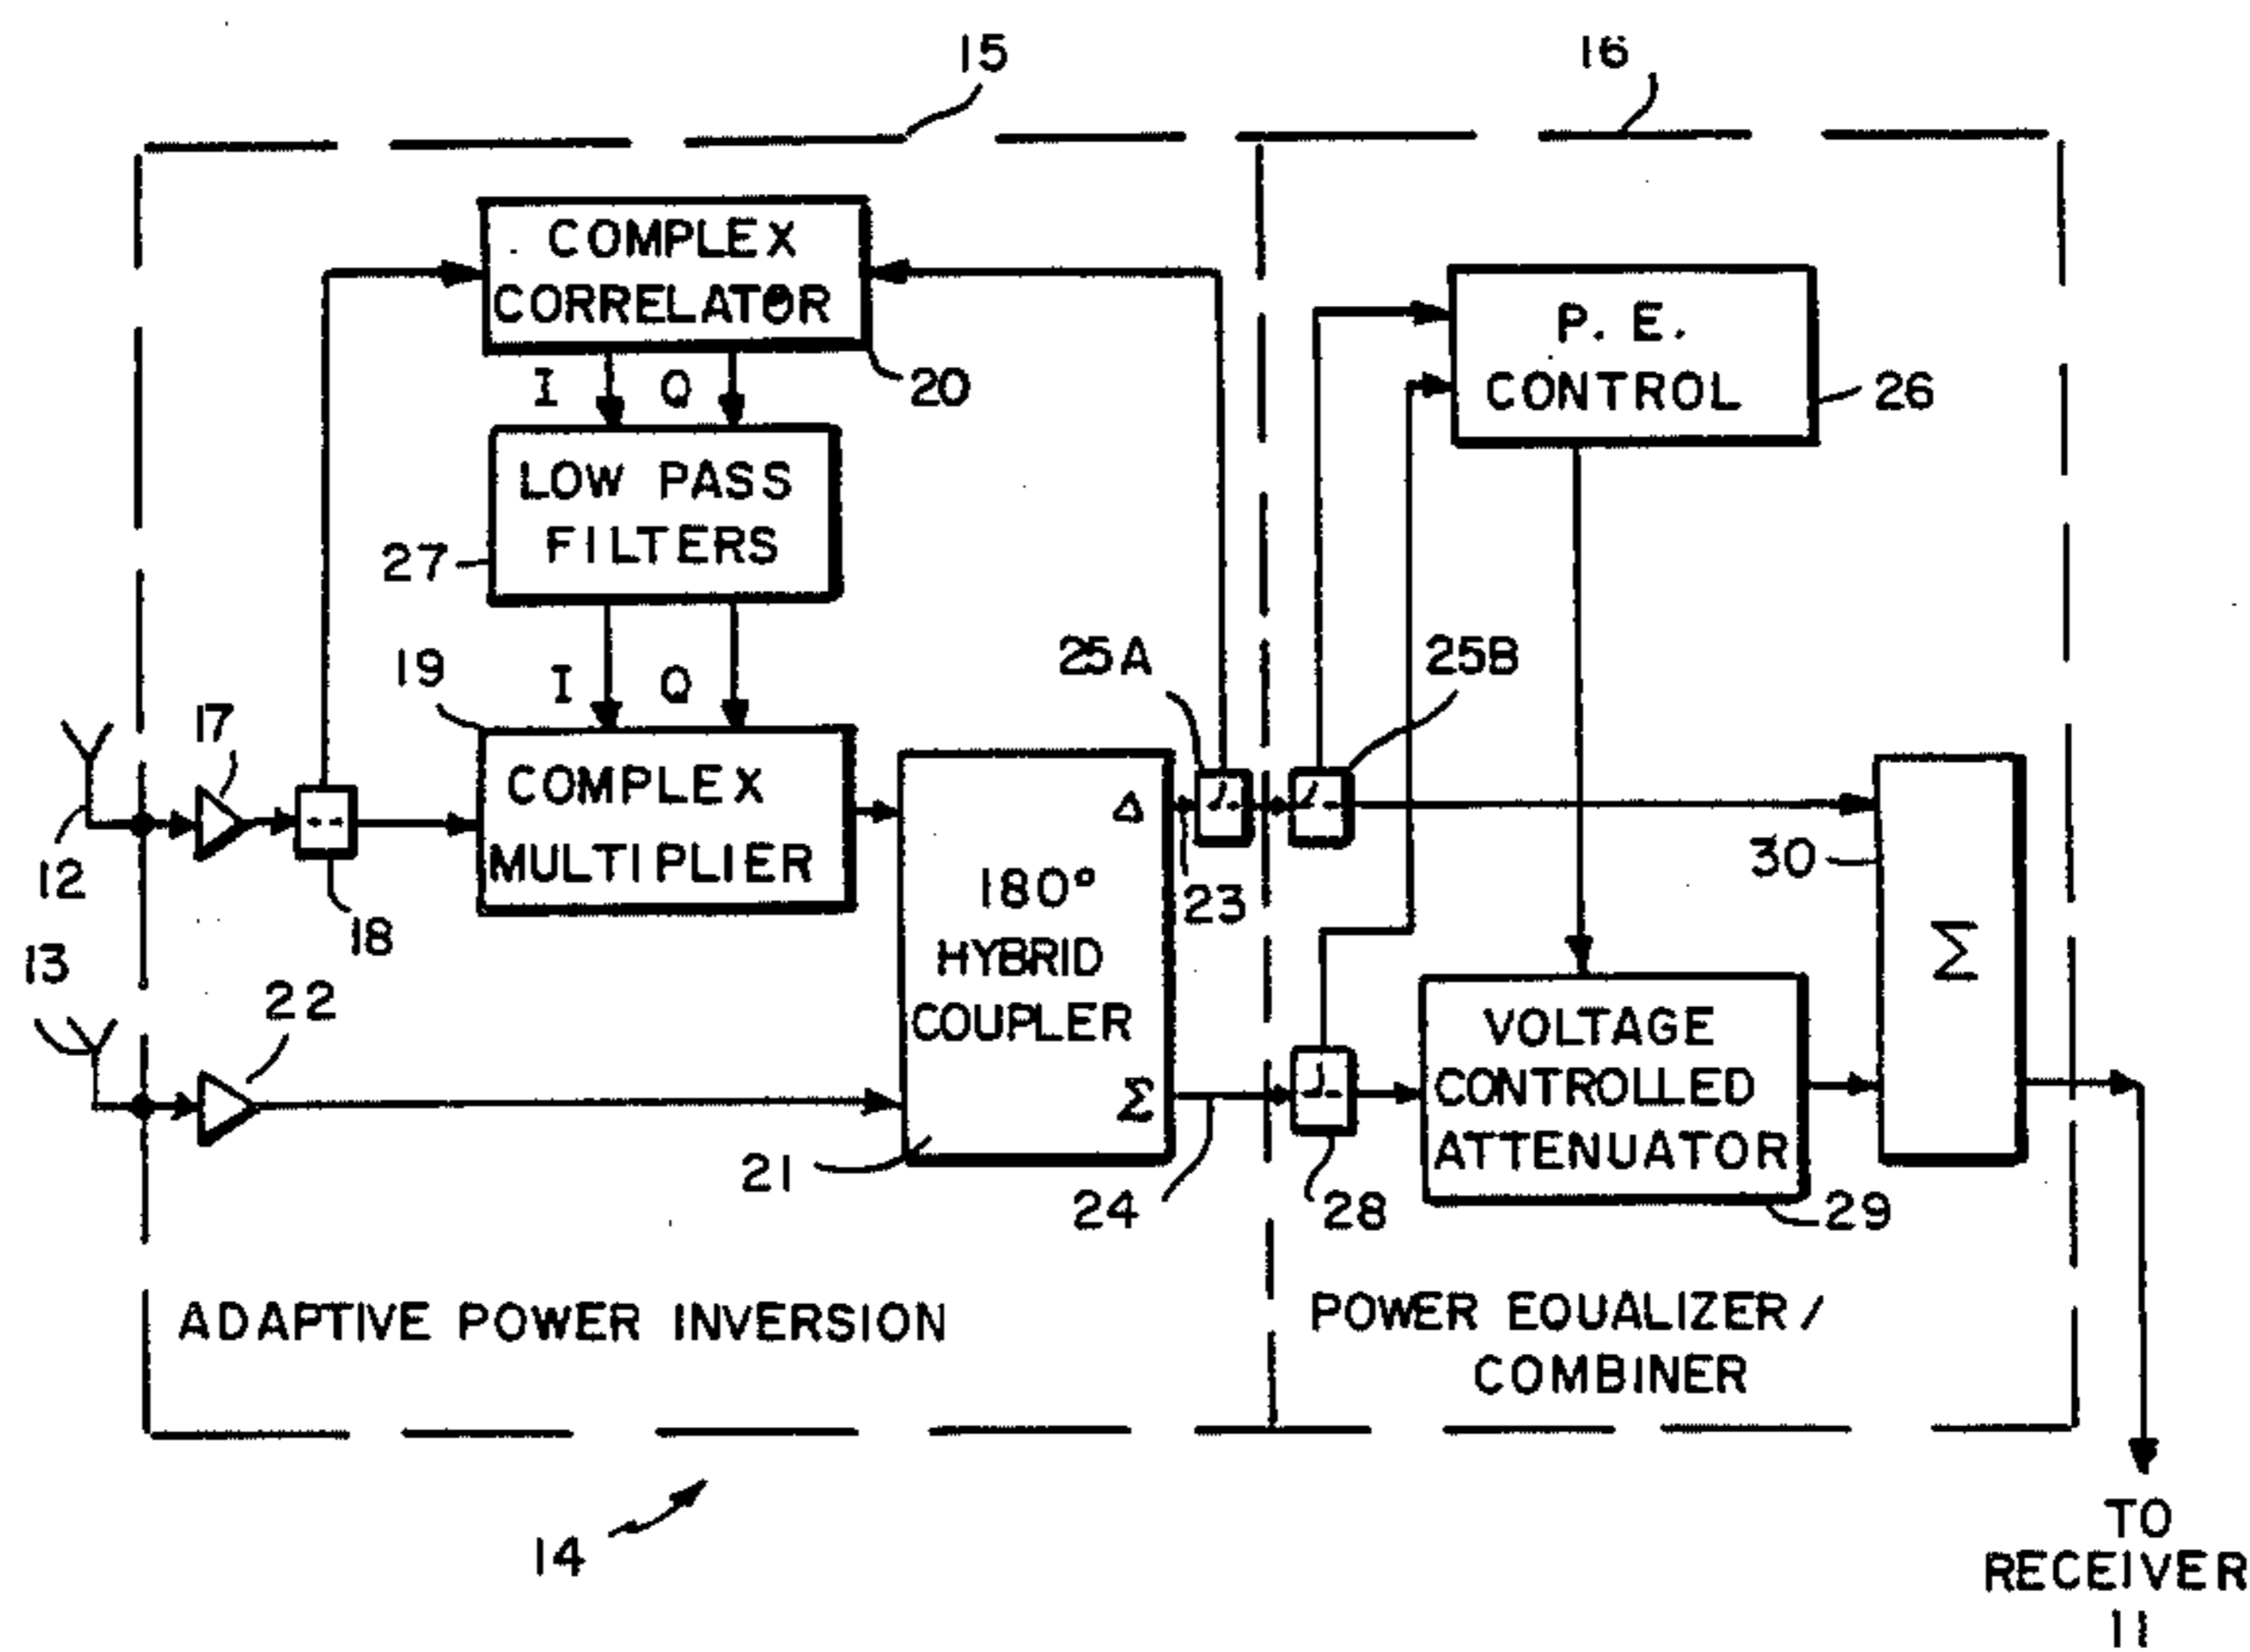 15
16
COMPLEX
CORRELATOR
20
I Q
LOW PASS
FILTERS
27
I Q
19
COMPLEX
MULTIPLIER
17
12
18
13
22
180°
HYBRID
COUPLER
Δ
Σ
21
23
24
25A
25B
P. E.
CONTROL
26
28
VOLTAGE
CONTROLLED
ATTENUATOR
29
30
Σ
ADAPTIVE POWER INVERSION
POWER EQUALIZER/
COMBINER
14
TO
RECEIVER
11